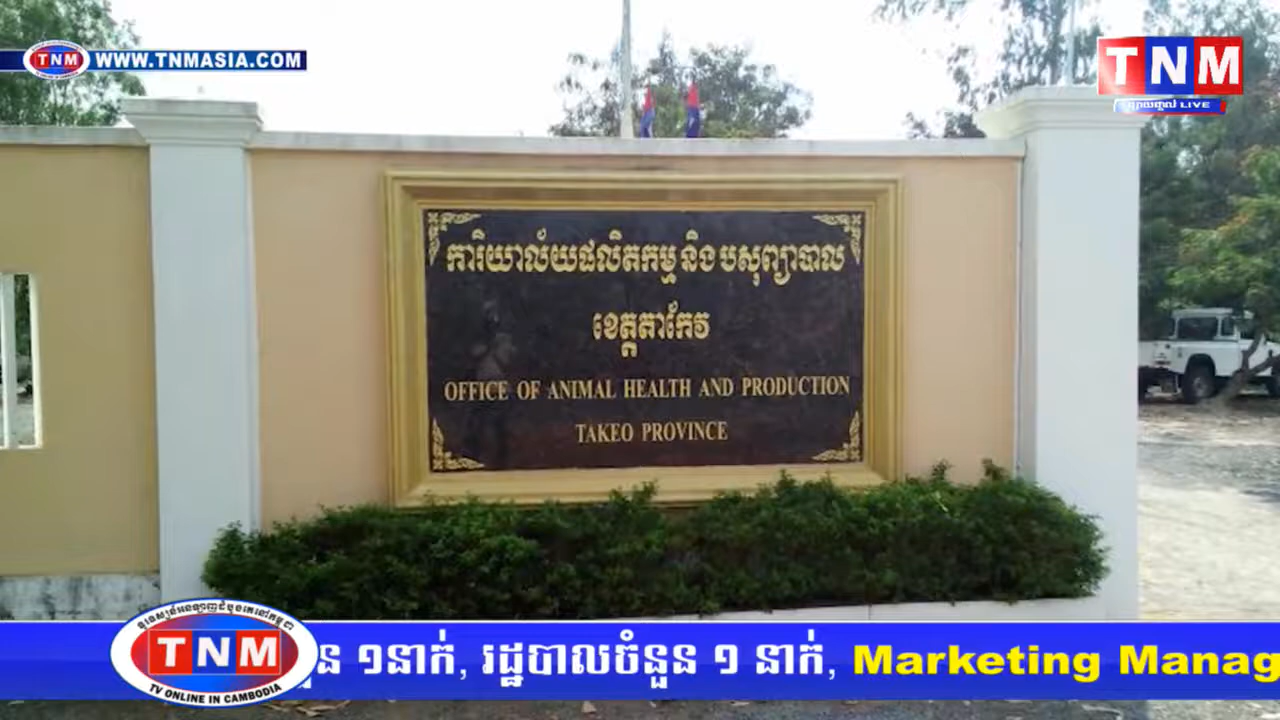 TNM WWW.TNMASIA.COM
TNM
ផ្សាយផ្ទាល់ LIVE
ការិយាល័យផលិតកម្ម និង បសុព្យាបាល
ខេត្តតាកែវ
OFFICE OF ANIMAL HEALTH AND PRODUCTION
TAKEO PROVINCE
TNM
TV ONLINE IN CAMBODIA
១នាក់, រដ្ឋបាលចំនួន ១ នាក់, Marketing Manag